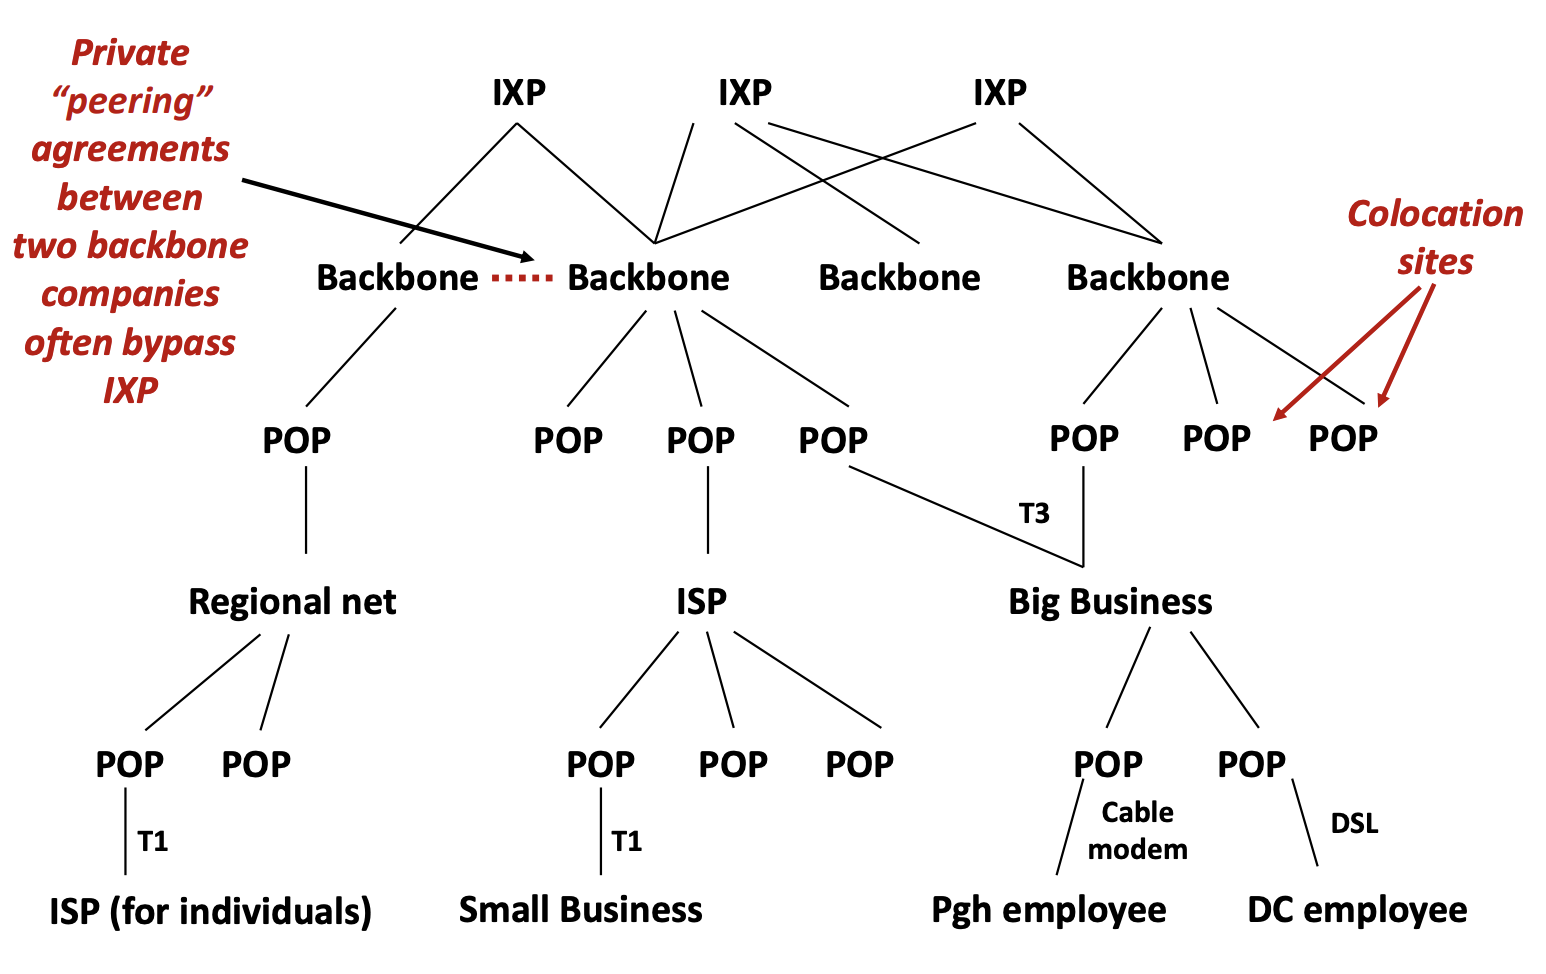 Private
“peering”
agreements
between
two backbone
companies
often bypass
IXP
IXP IXP IXP
Colocation
sites
Backbone Backbone Backbone Backbone
POP POP POP POP POP POP POP
T3
Regional net ISP Big Business
POP POP POP POP POP POP POP
T1 T1 Cable
modem
DSL
ISP (for individuals) Small Business Pgh employee DC employee